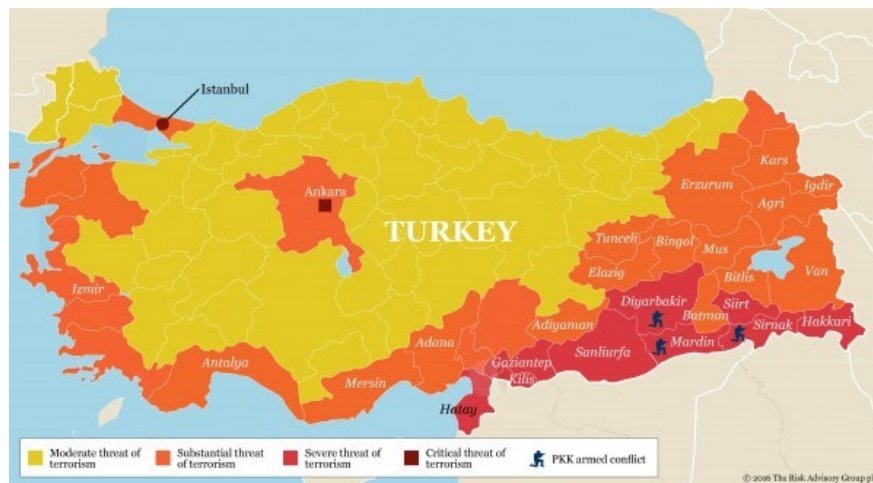 Istanbul
Ankara
TURKEY
Kars
Erzurum
Igdir
Agri
Tunceli
Bingol
Mus
Elazig
Bitlis
Van
Izmir
Diyarbakir
Siirt
Batman
Adiyaman
Sirnak
Hakkari
Adana
Mardin
Antalya
Gaziantep
Sanliurfa
Mersin
Kilis
Hatay
Moderate threat of
terrorism
Substantial threat
of terrorism
Severe threat of
terrorism
Critical threat of
terrorism
PKK armed conflict
© 2016 The Risk Advisory Group